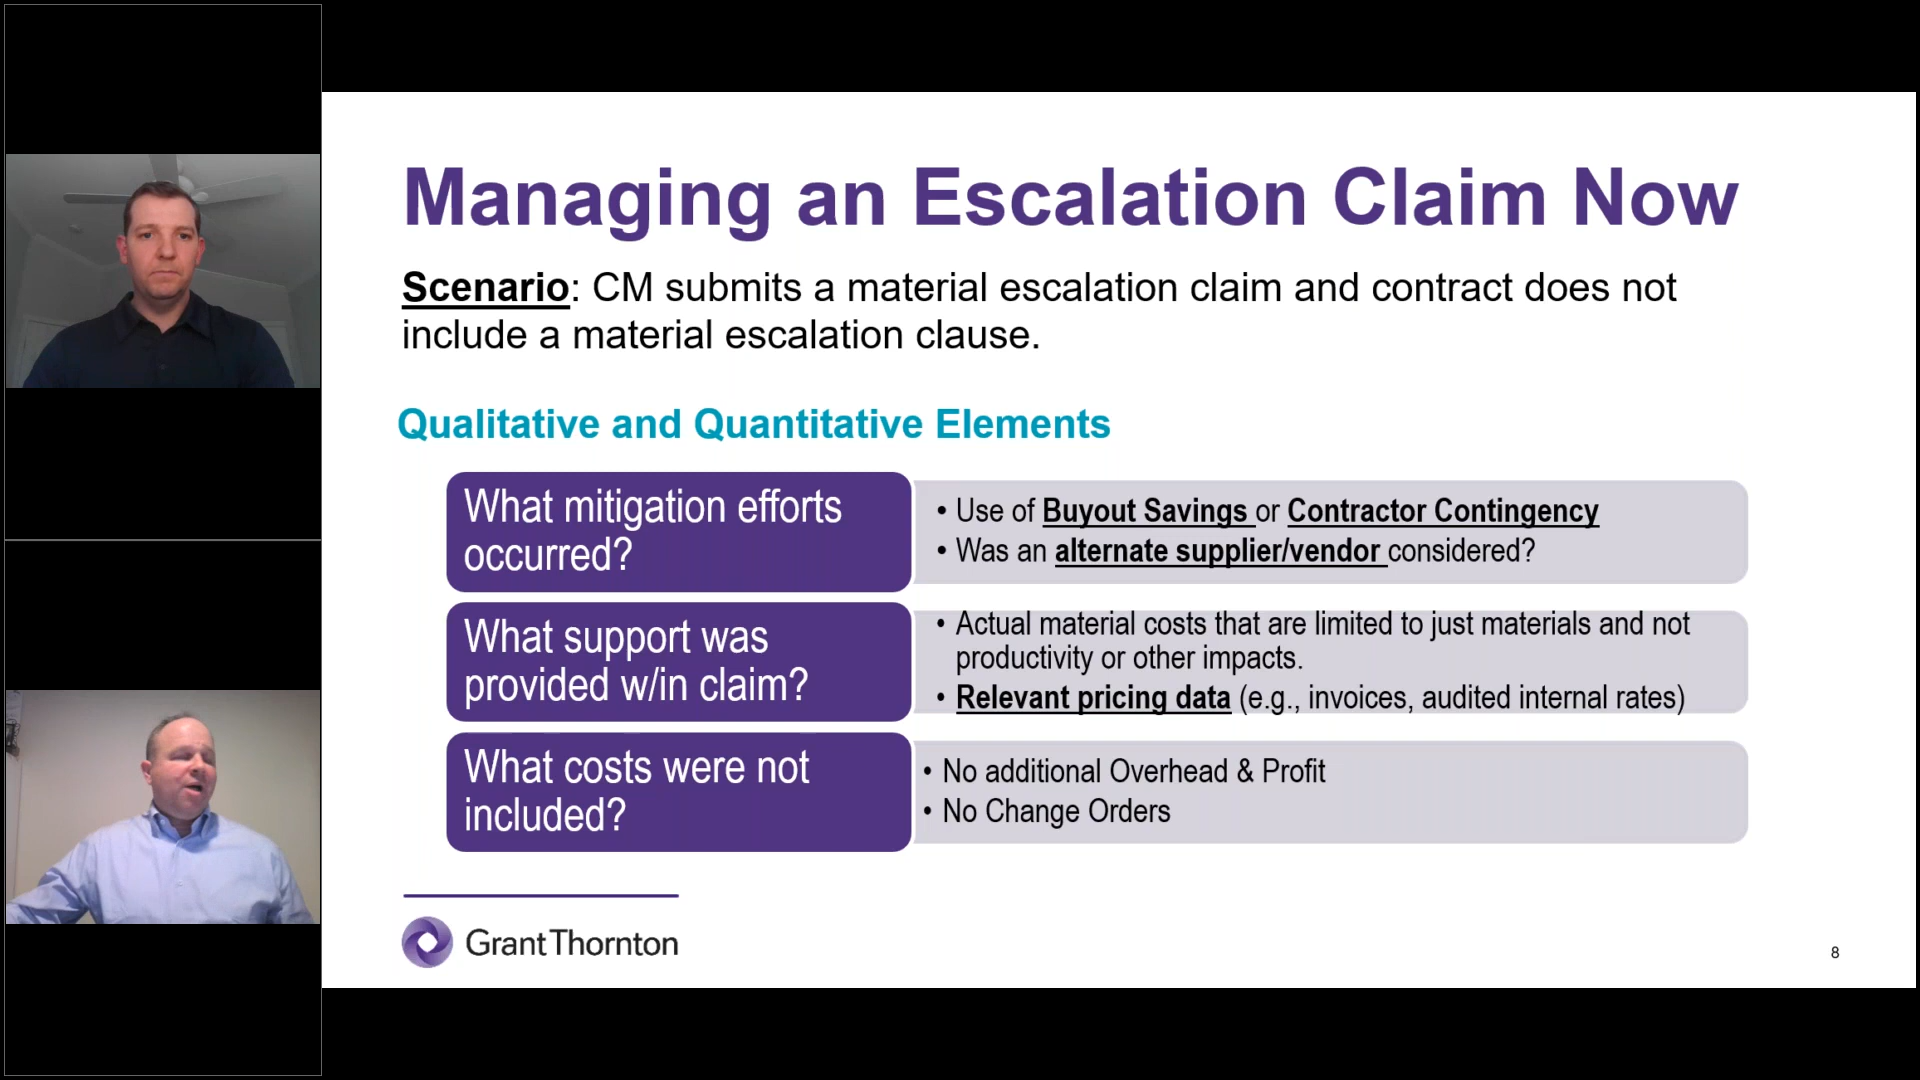 Managing an Escalation Claim Now
Scenario: CM submits a material escalation claim and contract does not
include a material escalation clause.
Qualitative and Quantitative Elements
What mitigation efforts
occurred?
• Use of Buyout Savings or Contractor Contingency
• Was an alternate supplier/vendor considered?
What support was
provided w/in claim?
• Actual material costs that are limited to just materials and not
productivity or other impacts.
• Relevant pricing data (e.g., invoices, audited internal rates)
What costs were not
included?
• No additional Overhead & Profit
• No Change Orders
GrantThornton
8